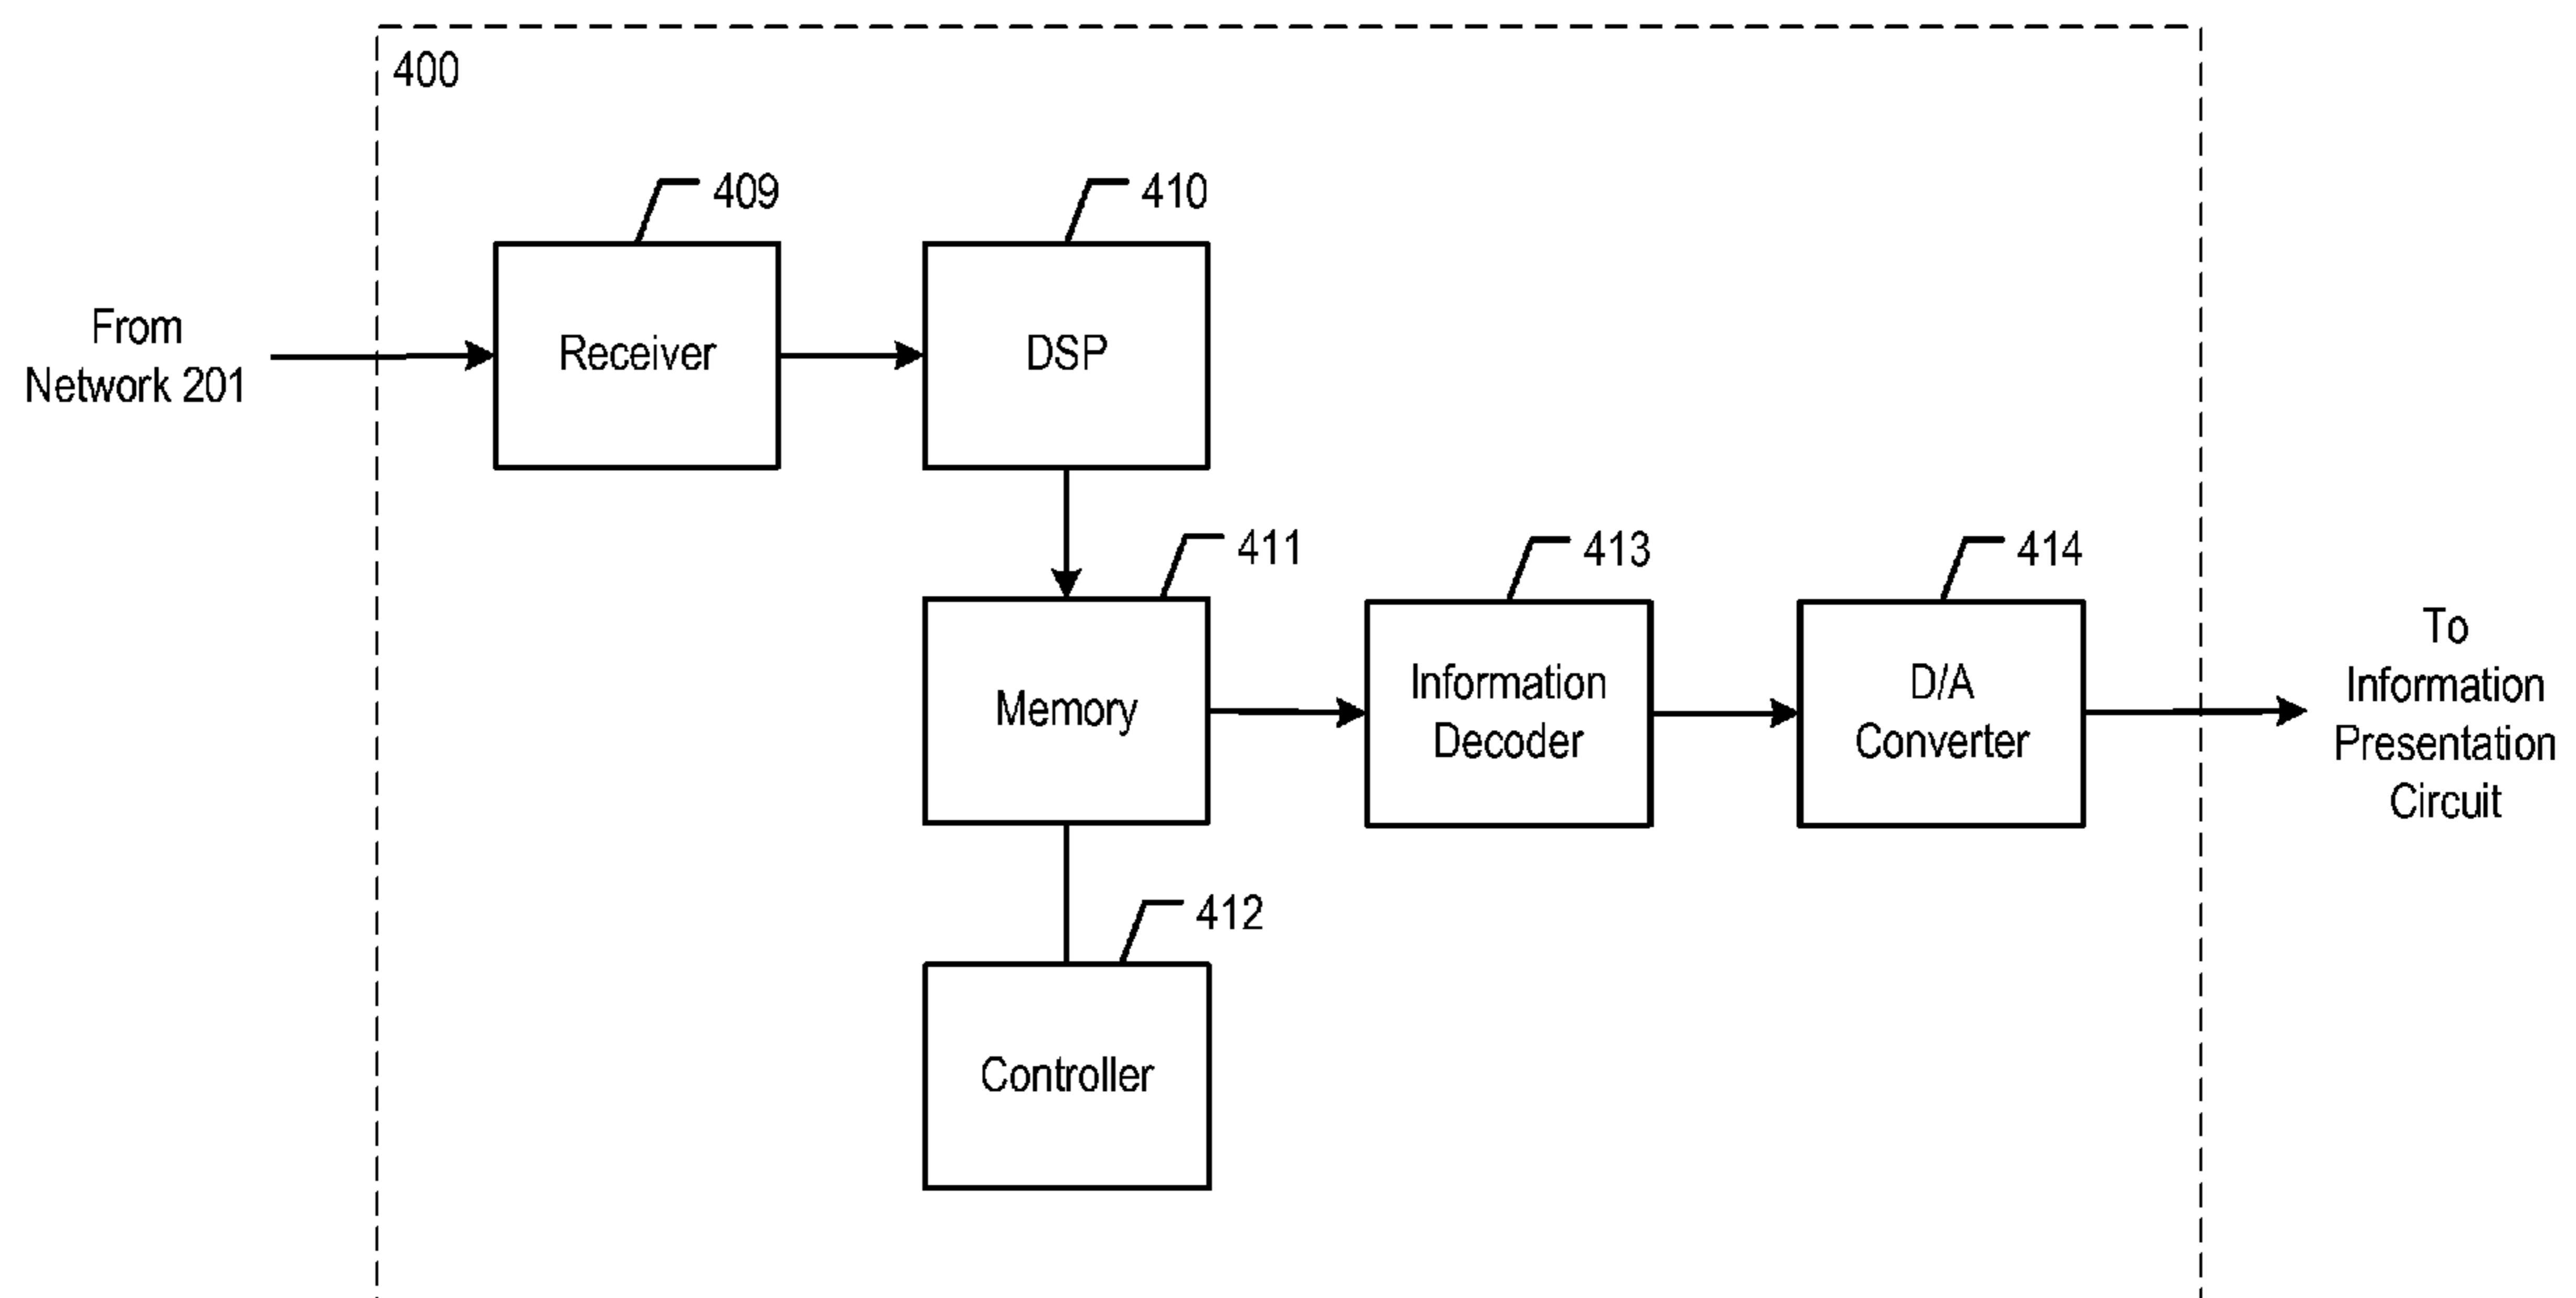 400
409
410
From
Network 201
Receiver
DSP
411
413
414
Memory
Information
Decoder
D/A
Converter
To
Information
Presentation
Circuit
412
Controller